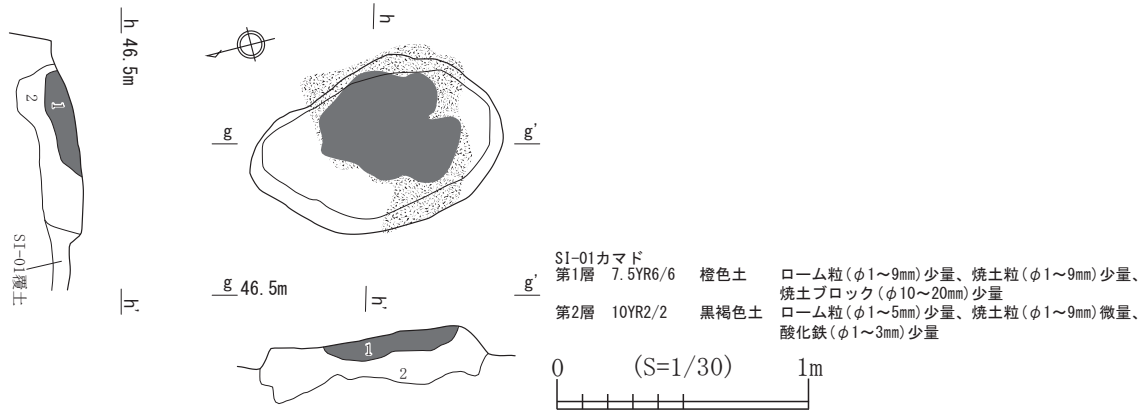 h 46.5m
h
2
1
g
g'
SI-01覆土
h'
g 46.5m
h'
g'
1
2
SI-01カマド
第1層 7.5YR6/6 橙色土 ローム粒(φ1～9㎜)少量、焼土粒(φ1～9㎜)少量、
焼土ブロック(φ10～20㎜)少量
第2層 10YR2/2 黒褐色土 ローム粒(φ1～5㎜)少量、焼土粒(φ1～9㎜)微量、
酸化鉄(φ1～3㎜)少量
0 (S=1/30) 1m